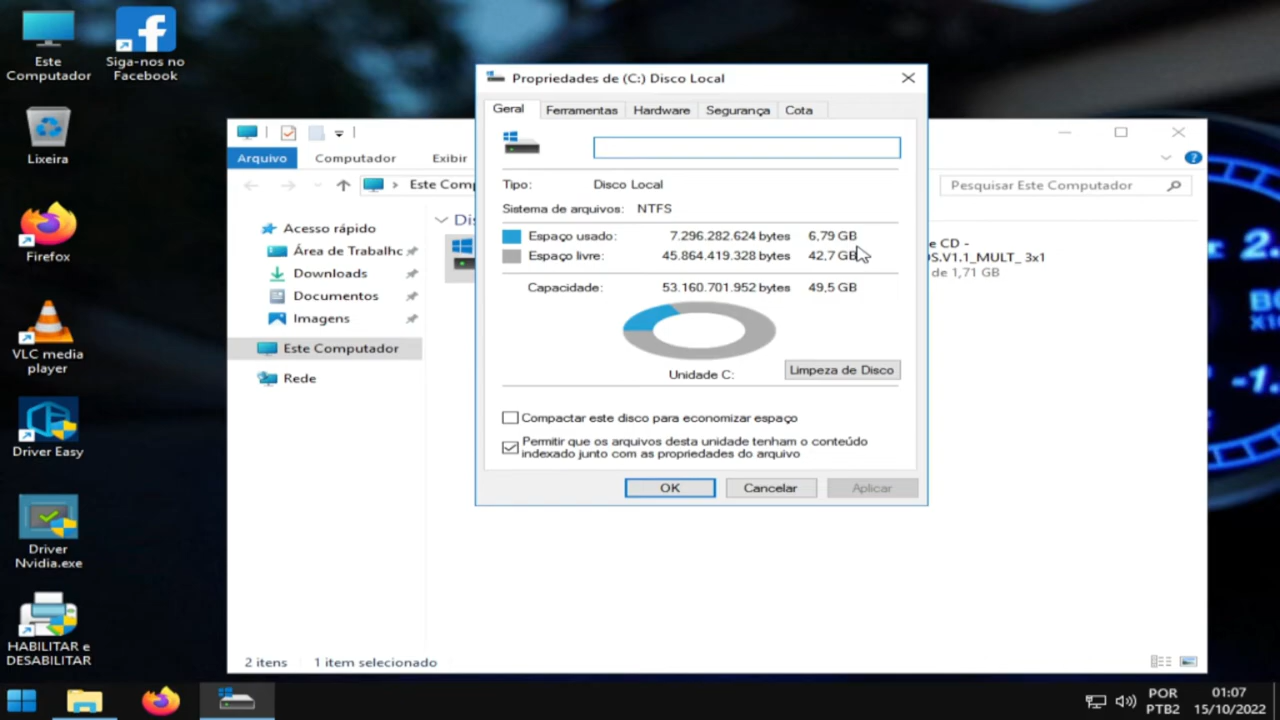 Este
Computador
Siga-nos no
Facebook
Lixeira
Firefox
VLC media
player
Driver Easy
Driver
Nvidia.exe
HABILITAR e
DESABILITAR
Propriedades de (C:) Disco Local
Geral
Ferramentas
Hardware
Segurança
Cota
Tipo:
Disco Local
Sistema de arquivos: NTFS
Espaço usado: 7.296.282.624 bytes 6,79 GB
Espaço livre: 45.864.419.328 bytes 42,7 GB
Capacidade: 53.160.701.952 bytes 49,5 GB
Unidade C:
Limpeza de Disco
Compactar este disco para economizar espaço
Permitir que os arquivos desta unidade tenham o conteúdo
indexado junto com as propriedades do arquivo
OK
Cancelar
Aplicar
Arquivo
Computador
Exibir
Este Comp
Pesquisar Este Computador
Acesso rápido
Área de Trabalhc
Downloads
Documentos
Imagens
Este Computador
Rede
Dis
e CD -
OS.V1.1_MULT_ 3x1
de 1,71 GB
2 itens
1 item selecionado
2.
-1.
POR
PTB2
01:07
15/10/2022